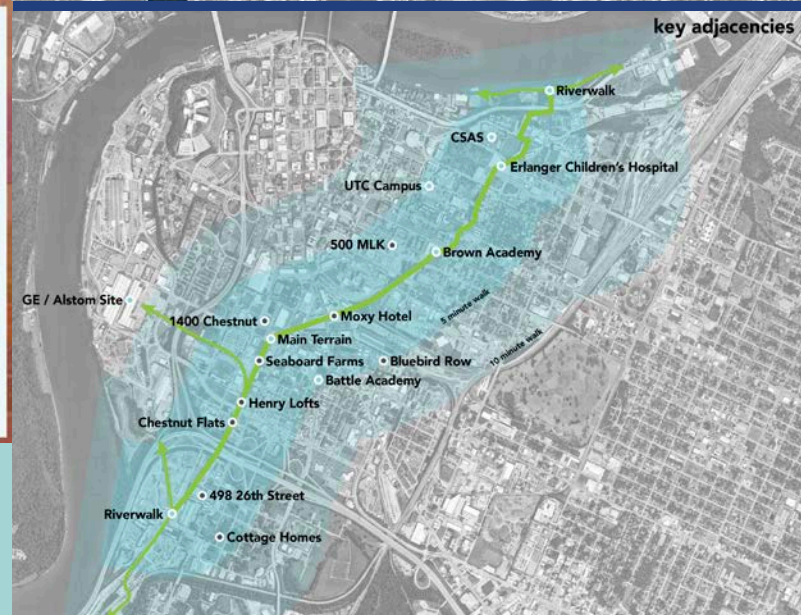 key adjacencies
Riverwalk
CSAS
Erlanger Children's Hospital
UTC Campus
500 MLK
Brown Academy
GE / Alstom Site
5 minute walk
1400 Chestnut
Moxy Hotel
Main Terrain
10 minute walk
Seaboard Farms
Bluebird Row
Battle Academy
Henry Lofts
Chestnut Flats
498 26th Street
Riverwalk
Cottage Homes